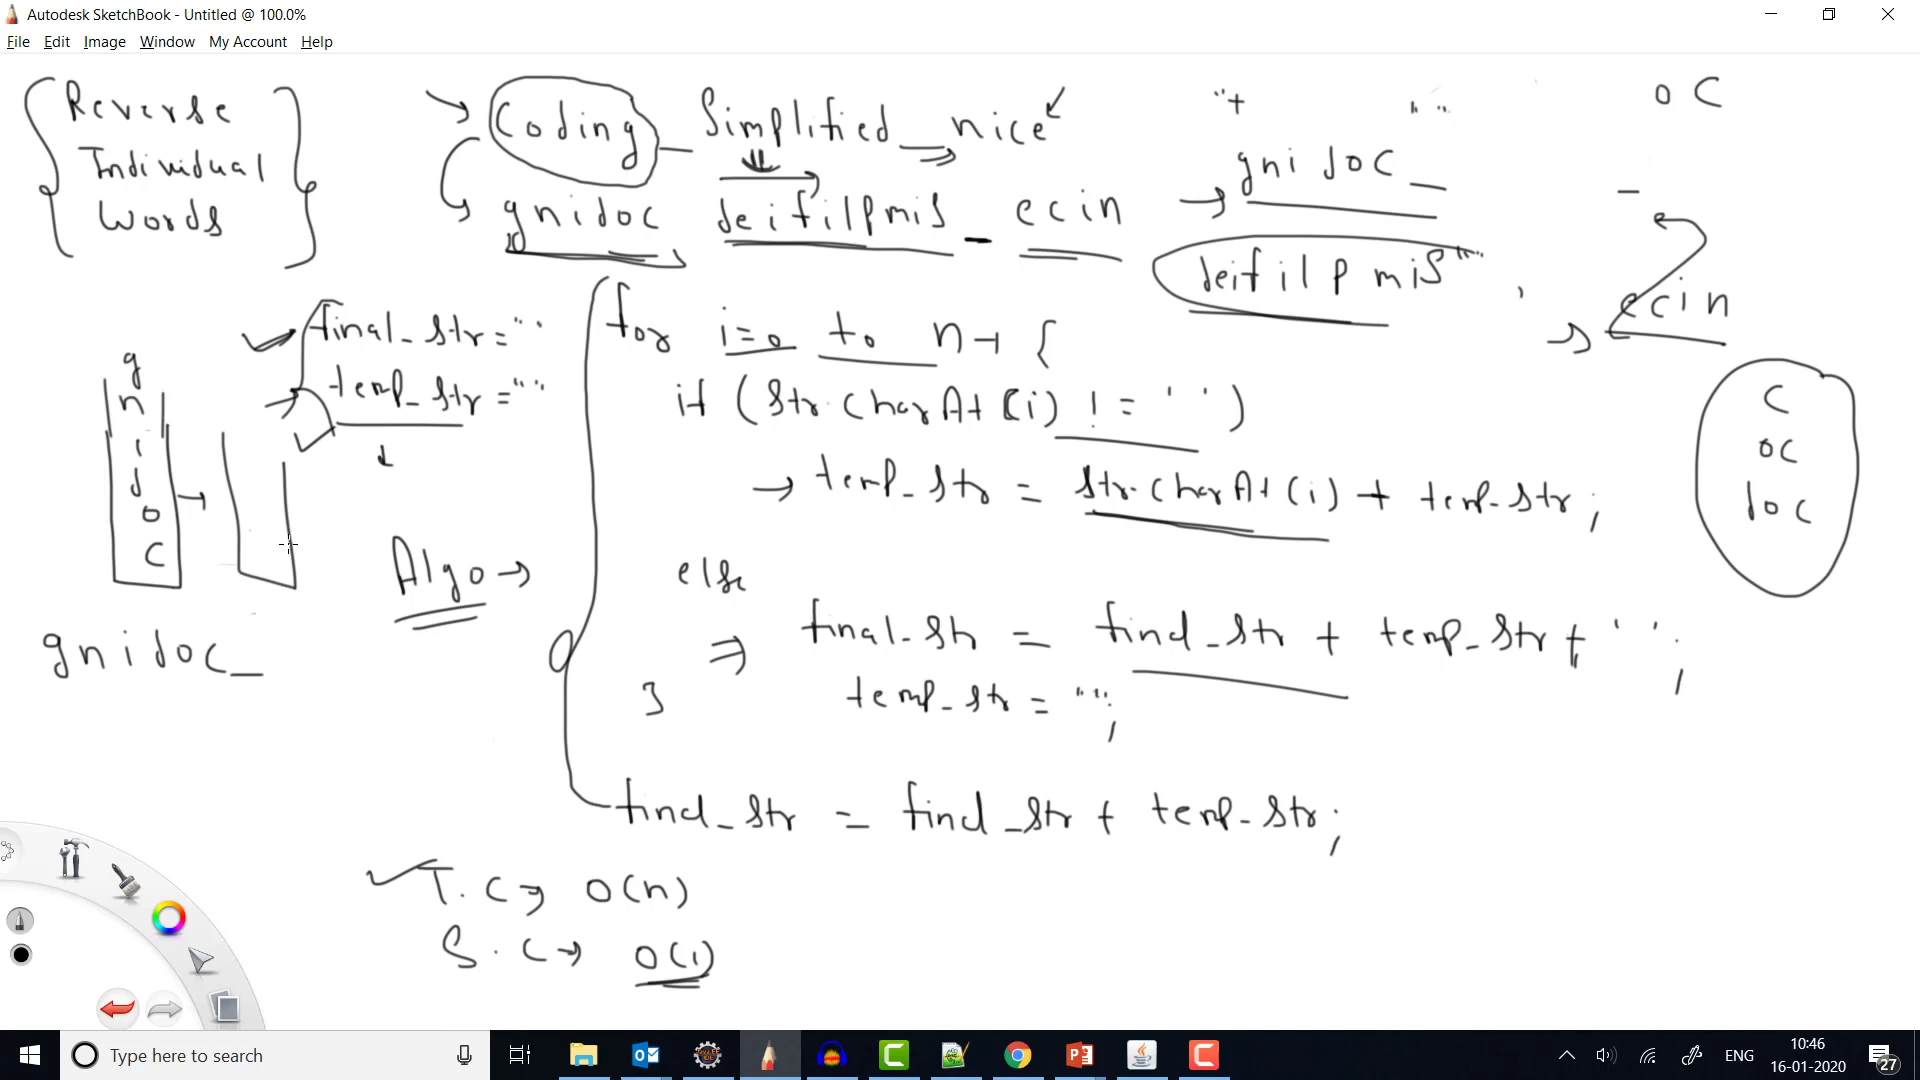 Autodesk SketchBook - Untitled @ 100.0%
File Edit Image Window My Account Help
Reverse
Individual
Words
Coding_Simplified_nice
gnidoc deifilpmiS_ecin
"+ " "
gnidoC_
deifilpmiS" ",
o C
-
ecin
final_str=" "
temp_str=" "
for i=0 to n-1 {
if (str.charAt(i) != ' ')
temp_str = str.charAt(i) + temp_str;
else
final_str = final_str + temp_str + ' ';
} temp_str = " ";
final_str = final_str + temp_str;
g
n
i
d
o
C
gnidoc_
Algo
C
oC
doC
T.C → O(n)
S.C → O(1)
Type here to search
ENG
10:46
16-01-2020
27